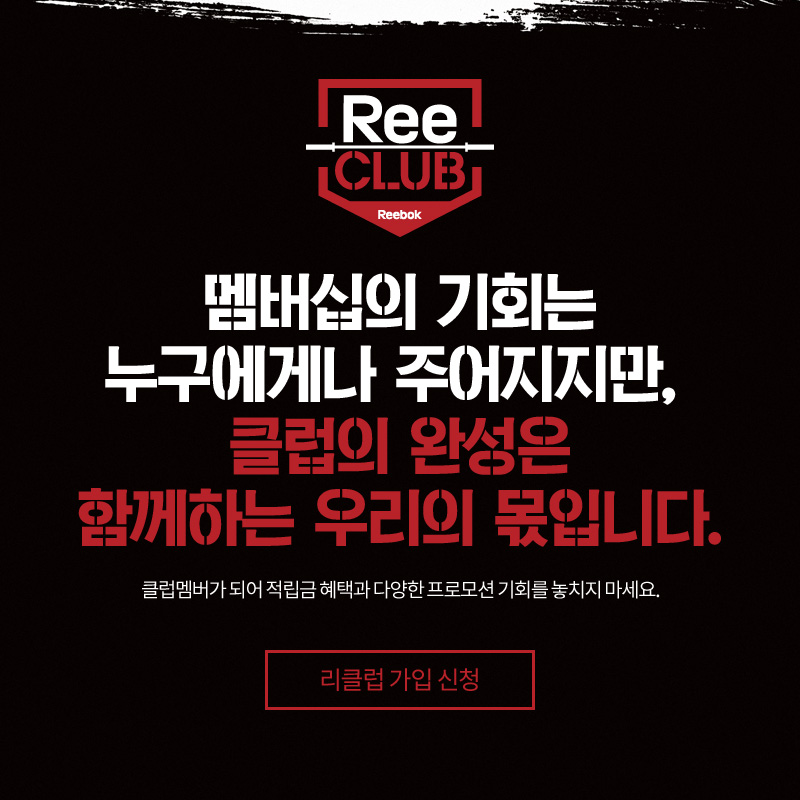 Ree
CLUB
Reebok
멤버십의 기회는
누구에게나 주어지지만,
클럽의 완성은
함께하는 우리의 몫입니다.
클럽멤버가 되어 적립금 혜택과 다양한 프로모션 기회를 놓치지 마세요.
리클럽 가입 신청